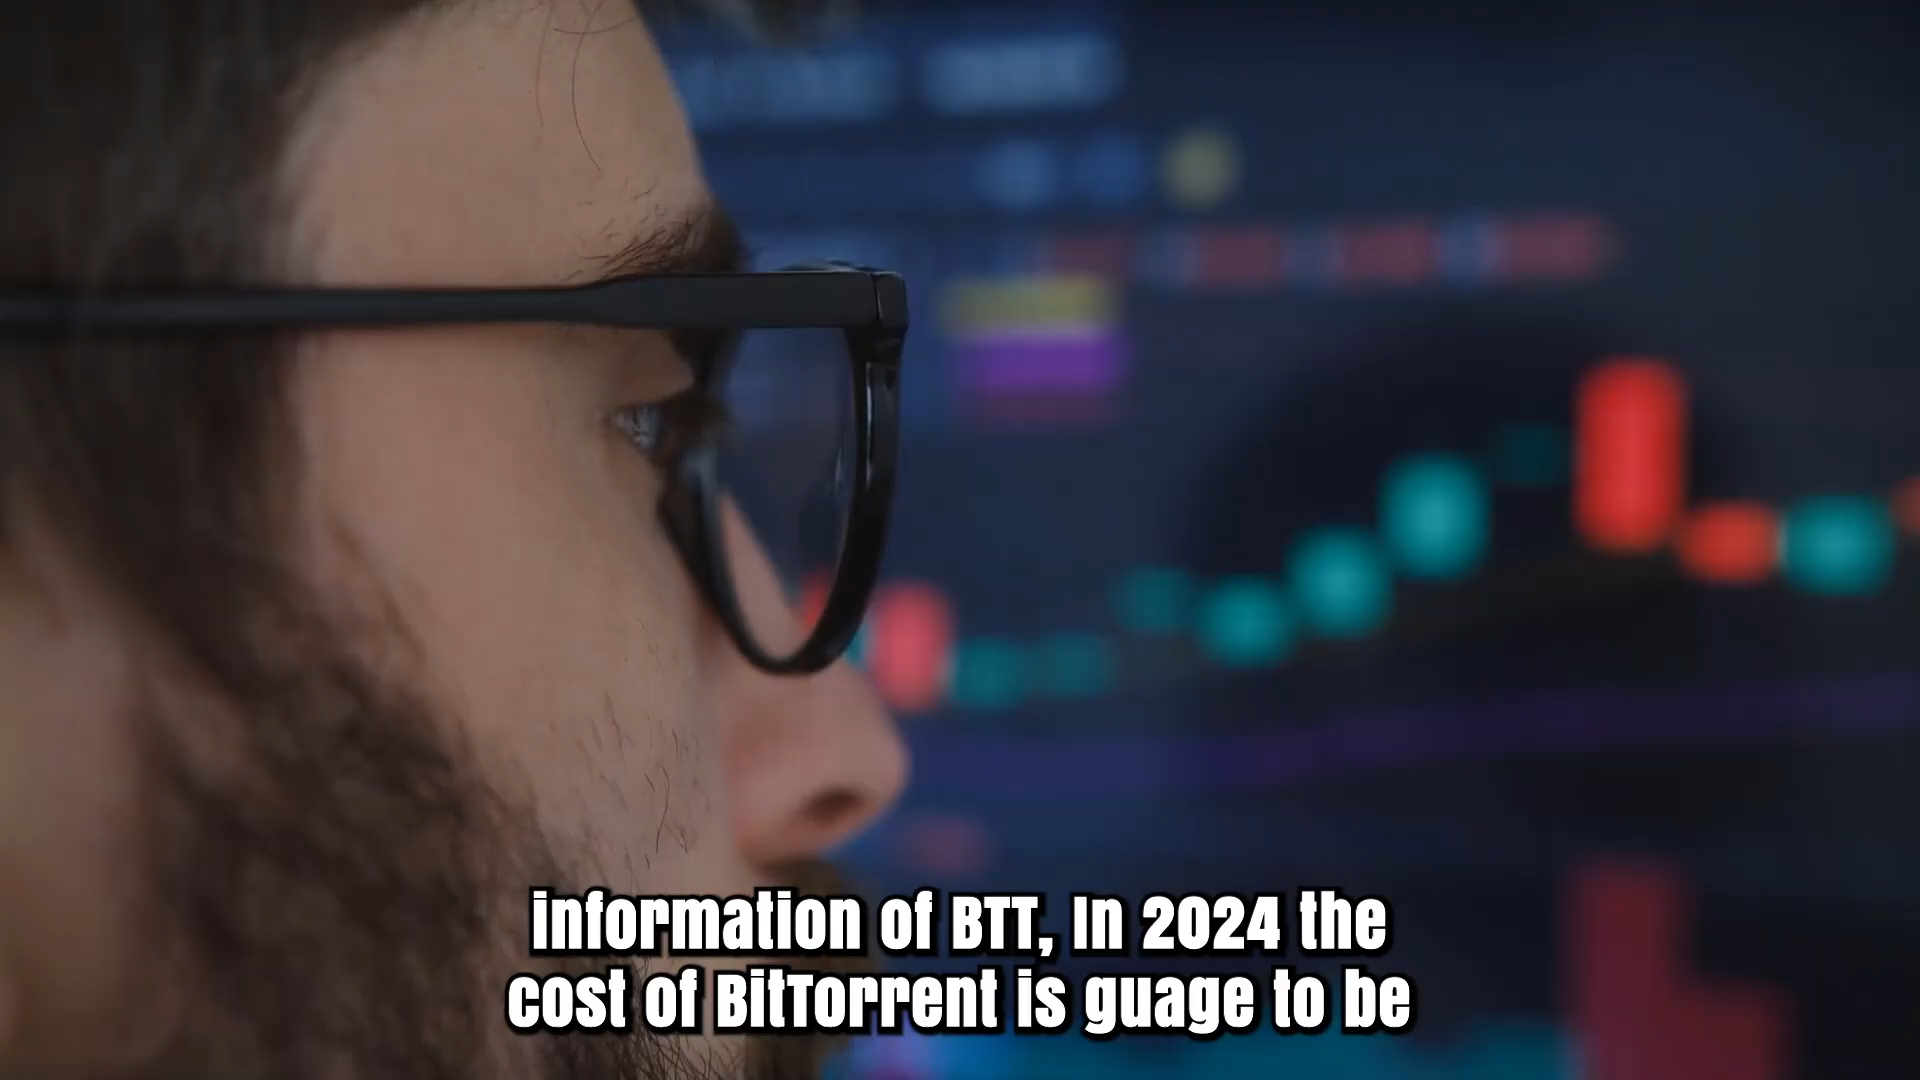 information of BTT, In 2024 the
cost of BitTorrent is guage to be